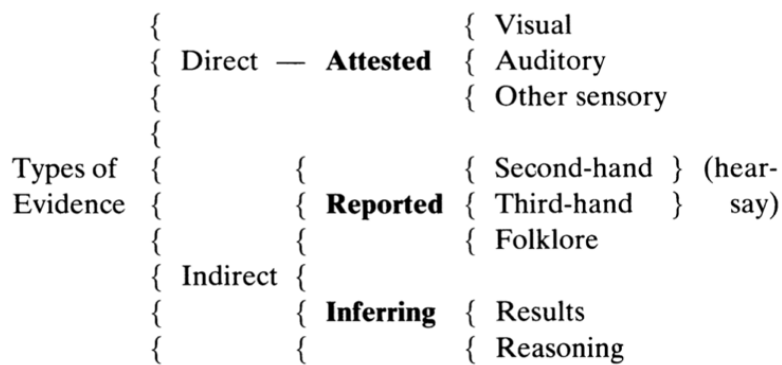 { { Visual
{ Direct — Attested { Auditory
{ { Other sensory
{
Types of { { { Second-hand } (hear-
Evidence { { Reported { Third-hand } say)
{ { { Folklore
{ Indirect {
{ { Inferring { Results
{ { { Reasoning